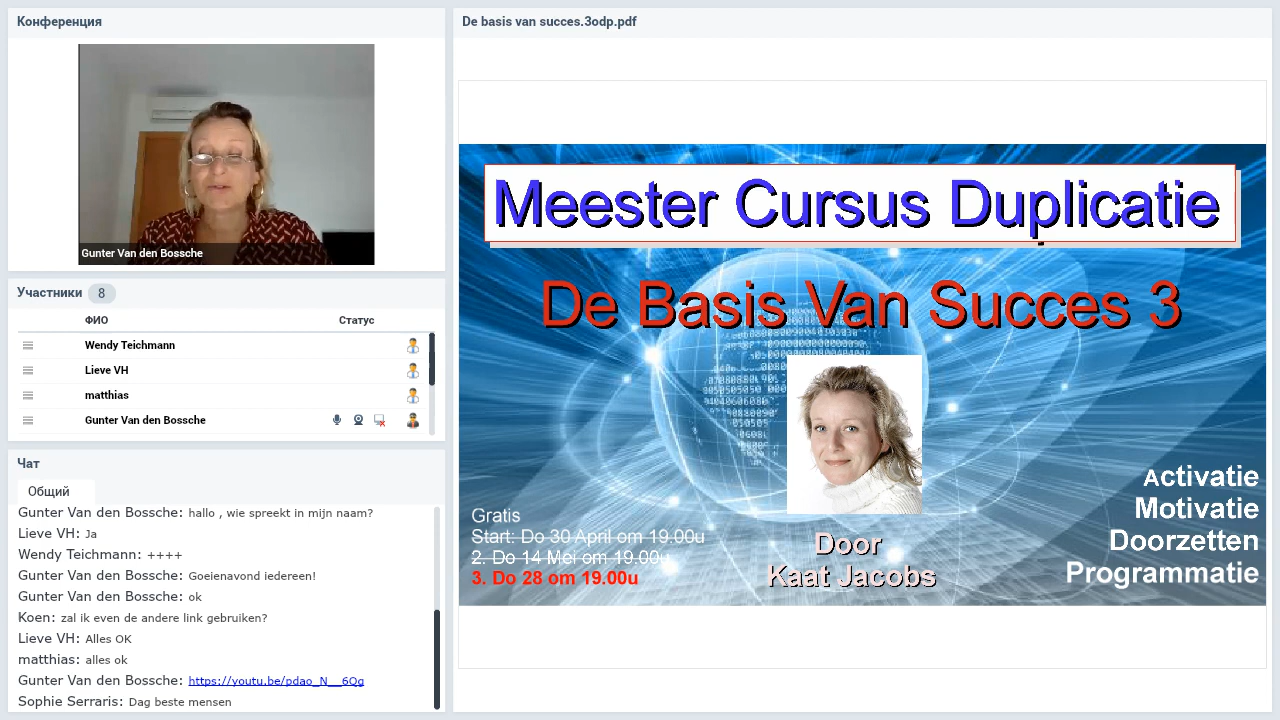 Конференция
Gunter Van den Bossche
Участники 8
ФИО Статус
Wendy Teichmann
Lieve VH
matthias
Gunter Van den Bossche
Чат
Общий
Gunter Van den Bossche: hallo , wie spreekt in mijn naam?
Lieve VH: Ja
Wendy Teichmann: ++++
Gunter Van den Bossche: Goeienavond iedereen!
Gunter Van den Bossche: ok
Koen: zal ik even de andere link gebruiken?
Lieve VH: Alles OK
matthias: alles ok
Gunter Van den Bossche: https://youtu.be/pdao_N__6Qg
Sophie Serraris: Dag beste mensen
De basis van succes.3odp.pdf
Meester Cursus Duplicatie
De Basis Van Succes 3
Gratis
Start: Do 30 April om 19.00u
2. Do 14 Mei om 19.00u
3. Do 28 om 19.00u
Door
Kaat Jacobs
Activatie
Motivatie
Doorzetten
Programmatie